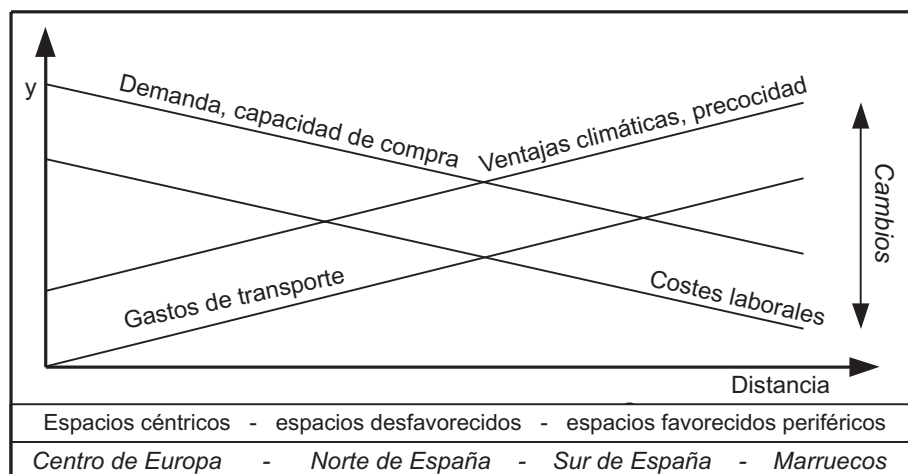 y
Demanda, capacidad de compra
Ventajas climáticas, precocidad
Cambios
Gastos de transporte
Costes laborales
Distancia
Espacios céntricos - espacios desfavorecidos - espacios favorecidos periféricos
Centro de Europa - Norte de España - Sur de España - Marruecos